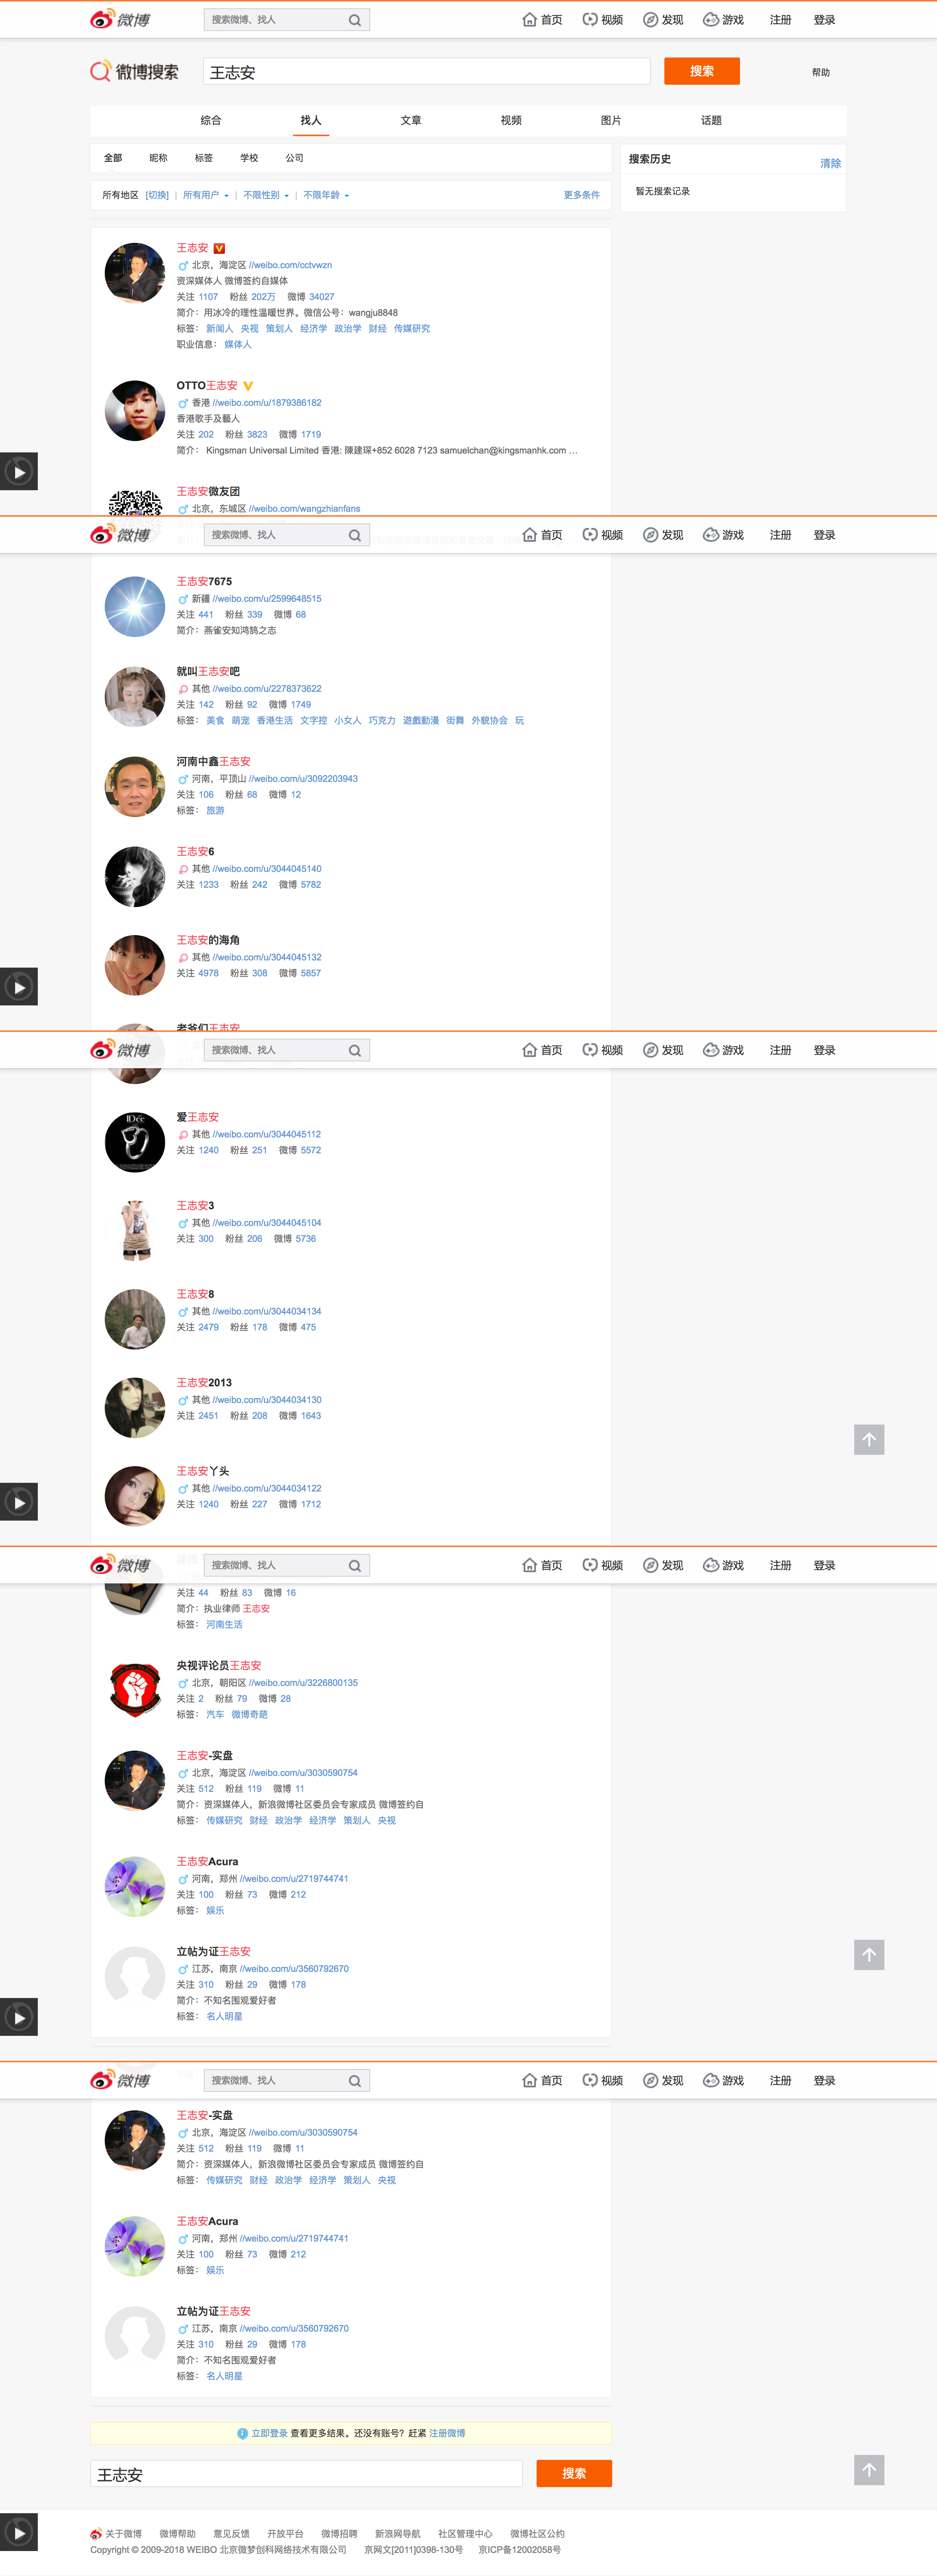 微博
搜索微博、找人
首页 视频 发现 游戏 注册 登录
微博搜索
王志安
搜索
帮助
综合 找人 文章 视频 图片 话题
全部 昵称 标签 学校 公司
所有地区 [切换] | 所有用户 | 不限性别 | 不限年龄 更多条件
搜索历史 清除
暂无搜索记录
王志安
北京，海淀区 //weibo.com/cctvwzn
资深媒体人 微博签约自媒体
关注 1107 粉丝 202万 微博 34027
简介：用冰冷的理性温暖世界。微信公号：wangju8848
标签： 新闻人 央视 策划人 经济学 政治学 财经 传媒研究
职业信息： 媒体人
OTTO王志安
香港 //weibo.com/u/1879386182
香港歌手及藝人
关注 202 粉丝 3823 微博 1719
简介： Kingsman Universal Limited 香港: 陳建琛+852 6028 7123 samuelchan@kingsmanhk.com ...
王志安微友团
北京，东城区 //weibo.com/wangzhianfans
微博
搜索微博、找人
首页 视频 发现 游戏 注册 登录
王志安7675
新疆 //weibo.com/u/2599648515
关注 441 粉丝 339 微博 68
简介：燕雀安知鸿鹄之志
就叫王志安吧
其他 //weibo.com/u/2278373622
关注 142 粉丝 92 微博 1749
标签： 美食 萌宠 香港生活 文字控 小女人 巧克力 遊戲動漫 街舞 外貌协会 玩
河南中鑫王志安
河南，平顶山 //weibo.com/u/3092203943
关注 106 粉丝 68 微博 12
标签： 旅游
王志安6
其他 //weibo.com/u/3044045140
关注 1233 粉丝 242 微博 5782
王志安的海角
其他 //weibo.com/u/3044045132
关注 4978 粉丝 308 微博 5857
老爷们王志安
微博
搜索微博、找人
首页 视频 发现 游戏 注册 登录
爱王志安
其他 //weibo.com/u/3044045112
关注 1240 粉丝 251 微博 5572
王志安3
其他 //weibo.com/u/3044045104
关注 300 粉丝 206 微博 5736
王志安8
其他 //weibo.com/u/3044034134
关注 2479 粉丝 178 微博 475
王志安2013
其他 //weibo.com/u/3044034130
关注 2451 粉丝 208 微博 1643
王志安丫头
其他 //weibo.com/u/3044034122
关注 1240 粉丝 227 微博 1712
微博
搜索微博、找人
首页 视频 发现 游戏 注册 登录
关注 44 粉丝 83 微博 16
简介：执业律师 王志安
标签： 河南生活
央视评论员王志安
北京，朝阳区 //weibo.com/u/3226800135
关注 2 粉丝 79 微博 28
标签： 汽车 微博奇葩
王志安-实盘
北京，海淀区 //weibo.com/u/3030590754
关注 512 粉丝 119 微博 11
简介：资深媒体人，新浪微博社区委员会专家成员 微博签约自
标签： 传媒研究 财经 政治学 经济学 策划人 央视
王志安Acura
河南，郑州 //weibo.com/u/2719744741
关注 100 粉丝 73 微博 212
标签： 娱乐
立帖为证王志安
江苏，南京 //weibo.com/u/3560792670
关注 310 粉丝 29 微博 178
简介：不知名围观爱好者
标签： 名人明星
微博
搜索微博、找人
首页 视频 发现 游戏 注册 登录
王志安-实盘
北京，海淀区 //weibo.com/u/3030590754
关注 512 粉丝 119 微博 11
简介：资深媒体人，新浪微博社区委员会专家成员 微博签约自
标签： 传媒研究 财经 政治学 经济学 策划人 央视
王志安Acura
河南，郑州 //weibo.com/u/2719744741
关注 100 粉丝 73 微博 212
标签： 娱乐
立帖为证王志安
江苏，南京 //weibo.com/u/3560792670
关注 310 粉丝 29 微博 178
简介：不知名围观爱好者
标签： 名人明星
立即登录 查看更多结果。还没有账号？赶紧 注册微博
王志安
搜索
关于微博 微博帮助 意见反馈 开放平台 微博招聘 新浪网导航 社区管理中心 微博社区公约
Copyright © 2009-2018 WEIBO 北京微梦创科网络技术有限公司 京网文[2011]0398-130号 京ICP备12002058号